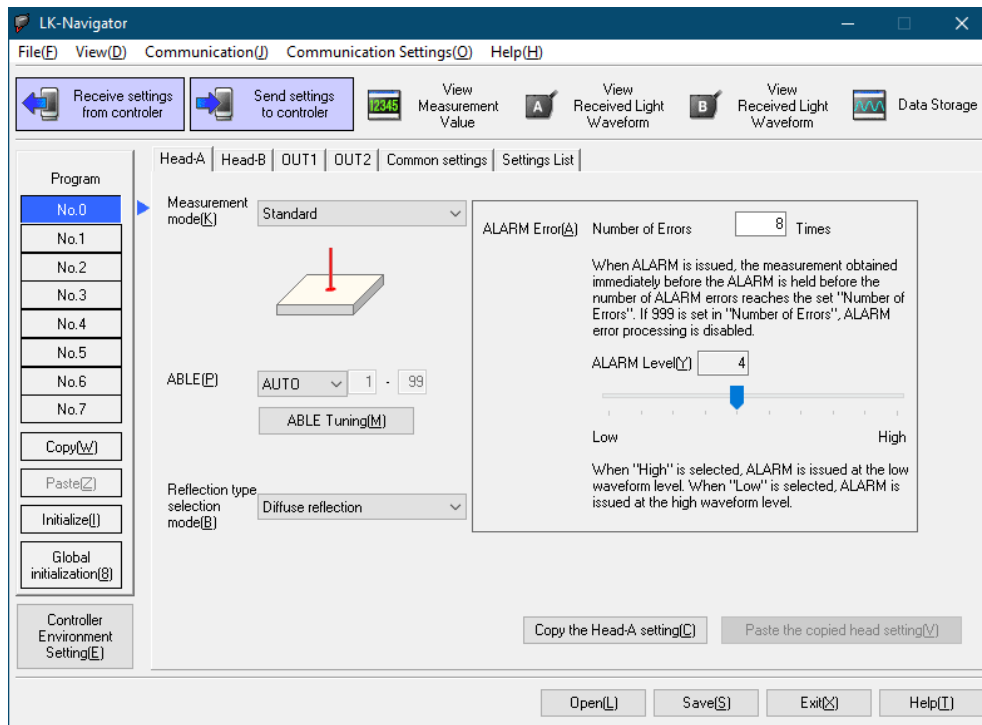 LK-Navigator
File(F) View(D) Communication(J) Communication Settings(O) Help(H)
Receive settings
from controler
Send settings
to controler
12345
View
Measurement
Value
A
View
Received Light
Waveform
B
View
Received Light
Waveform
Data Storage
Program
No.0
No.1
No.2
No.3
No.4
No.5
No.6
No.7
Copy(W)
Paste(Z)
Initialize(I)
Global
initialization(8)
Controller
Environment
Setting(E)
Head-A Head-B OUT1 OUT2 Common settings Settings List
Measurement
mode(K)
Standard
ABLE(P)
AUTO 1 - 99
ABLE Tuning(M)
Reflection type
selection
mode(B)
Diffuse reflection
ALARM Error(A) Number of Errors 8 Times
When ALARM is issued, the measurement obtained
immediately before the ALARM is held before the
number of ALARM errors reaches the set "Number of
Errors". If 999 is set in "Number of Errors", ALARM
error processing is disabled.
ALARM Level(Y) 4
Low High
When "High" is selected, ALARM is issued at the low
waveform level. When "Low" is selected, ALARM is
issued at the high waveform level.
Copy the Head-A setting(C) Paste the copied head setting(V)
Open(L) Save(S) Exit(X) Help(T)